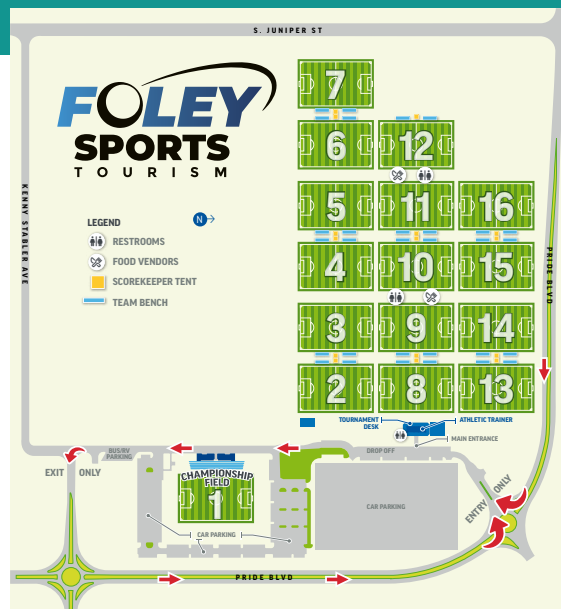 S. JUNIPER ST
FOLEY
SPORTS
TOURISM
KENNY STABLER AVE
N
LEGEND
RESTROOMS
FOOD VENDORS
SCOREKEEPER TENT
TEAM BENCH
7
6
12
5
11
16
4
10
15
3
9
14
2
8
13
PRIDE BLVD
TOURNAMENT
DESK
ATHLETIC TRAINER
MAIN ENTRANCE
DROP OFF
BUS/RV
PARKING
EXIT ONLY
CHAMPIONSHIP
FIELD
1
CAR PARKING
CAR PARKING
ENTRY ONLY
PRIDE BLVD